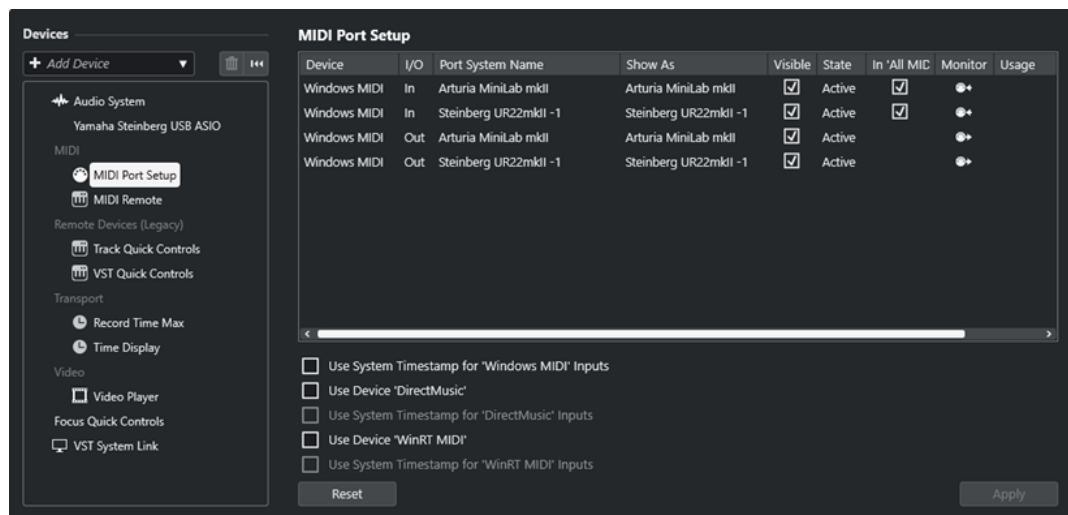 Devices
+ Add Device
Audio System
Yamaha Steinberg USB ASIO
MIDI
MIDI Port Setup
MIDI Remote
Remote Devices (Legacy)
Track Quick Controls
VST Quick Controls
Transport
Record Time Max
Time Display
Video
Video Player
Focus Quick Controls
VST System Link
MIDI Port Setup
Device I/O Port System Name Show As Visible State In 'All MID Monitor Usage
Windows MIDI In Arturia MiniLab mkII Arturia MiniLab mkII Active
Windows MIDI In Steinberg UR22mkII -1 Steinberg UR22mkII -1 Active
Windows MIDI Out Arturia MiniLab mkII Arturia MiniLab mkII Active
Windows MIDI Out Steinberg UR22mkII -1 Steinberg UR22mkII -1 Active
Use System Timestamp for 'Windows MIDI' Inputs
Use Device 'DirectMusic'
Use System Timestamp for 'DirectMusic' Inputs
Use Device 'WinRT MIDI'
Use System Timestamp for 'WinRT MIDI' Inputs
Reset
Apply